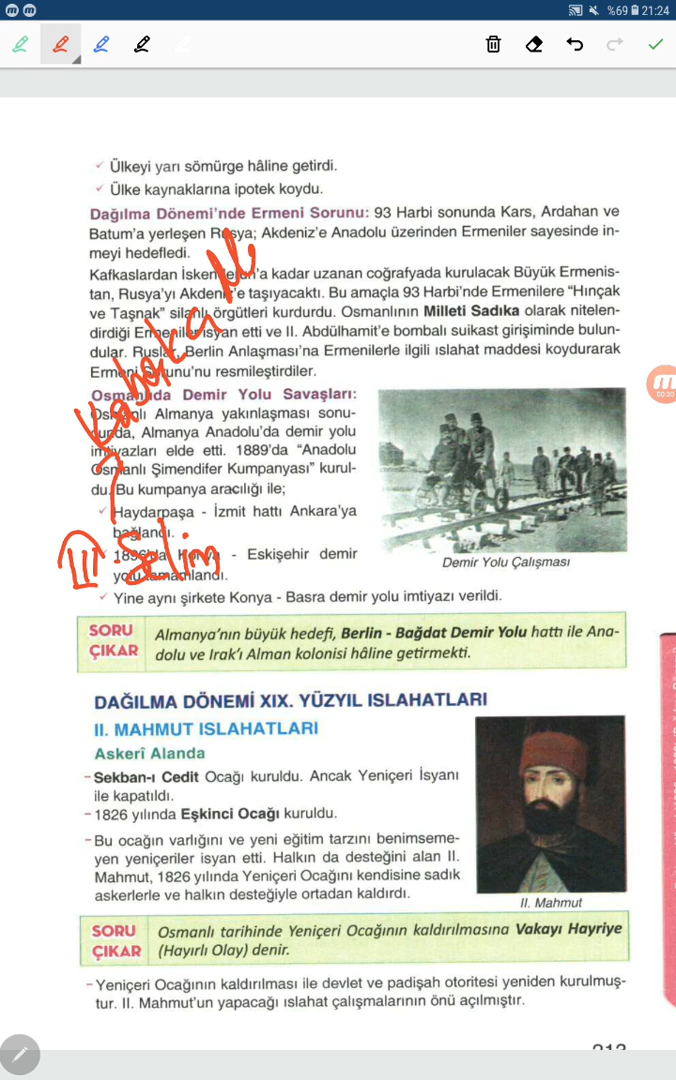 %69 21:24
✓ Ülkeyi yarı sömürge hâline getirdi.
✓ Ülke kaynaklarına ipotek koydu.
Dağılma Dönemi'nde Ermeni Sorunu: 93 Harbi sonunda Kars, Ardahan ve
Batum'a yerleşen Rusya; Akdeniz'e Anadolu üzerinden Ermeniler sayesinde in-
meyi hedefledi.
Kafkaslardan İskenderun'a kadar uzanan coğrafyada kurulacak Büyük Ermenis-
tan, Rusya'yı Akdeniz'e taşıyacaktı. Bu amaçla 93 Harbi'nde Ermenilere "Hınçak
ve Taşnak" silahlı örgütleri kurdurdu. Osmanlının Milleti Sadıka olarak nitelen-
dirdiği Ermeniler isyan etti ve II. Abdülhamit'e bombalı suikast girişiminde bulun-
dular. Ruslar, Berlin Anlaşması'na Ermenilerle ilgili ıslahat maddesi koydurarak
Ermeni Sorunu'nu resmileştirdiler.
Osmanlıda Demir Yolu Savaşları:
Osmanlı Almanya yakınlaşması sonu-
cunda, Almanya Anadolu'da demir yolu
imtiyazları elde etti. 1889'da "Anadolu
Osmanlı Şimendifer Kumpanyası" kurul-
du. Bu kumpanya aracılığı ile;
✓ Haydarpaşa - İzmit hattı Ankara'ya
bağlandı.
✓ 1896'da Konya - Eskişehir demir
yolu tamamlandı.
Demir Yolu Çalışması
✓ Yine aynı şirkete Konya - Basra demir yolu imtiyazı verildi.
III. Selim
Kabakçı M
SORU
ÇIKAR
Almanya'nın büyük hedefi, Berlin - Bağdat Demir Yolu hattı ile Ana-
dolu ve Irak'ı Alman kolonisi hâline getirmekti.
DAĞILMA DÖNEMİ XIX. YÜZYIL ISLAHATLARI
II. MAHMUT ISLAHATLARI
Askerî Alanda
- Sekban-ı Cedit Ocağı kuruldu. Ancak Yeniçeri İsyanı
ile kapatıldı.
- 1826 yılında Eşkinci Ocağı kuruldu.
- Bu ocağın varlığını ve yeni eğitim tarzını benimseme-
yen yeniçeriler isyan etti. Halkın da desteğini alan II.
Mahmut, 1826 yılında Yeniçeri Ocağını kendisine sadık
askerlerle ve halkın desteğiyle ortadan kaldırdı.
II. Mahmut
SORU
ÇIKAR
Osmanlı tarihinde Yeniçeri Ocağının kaldırılmasına Vakayı Hayriye
(Hayırlı Olay) denir.
- Yeniçeri Ocağının kaldırılması ile devlet ve padişah otoritesi yeniden kurulmuş-
tur. II. Mahmut'un yapacağı ıslahat çalışmalarının önü açılmıştır.